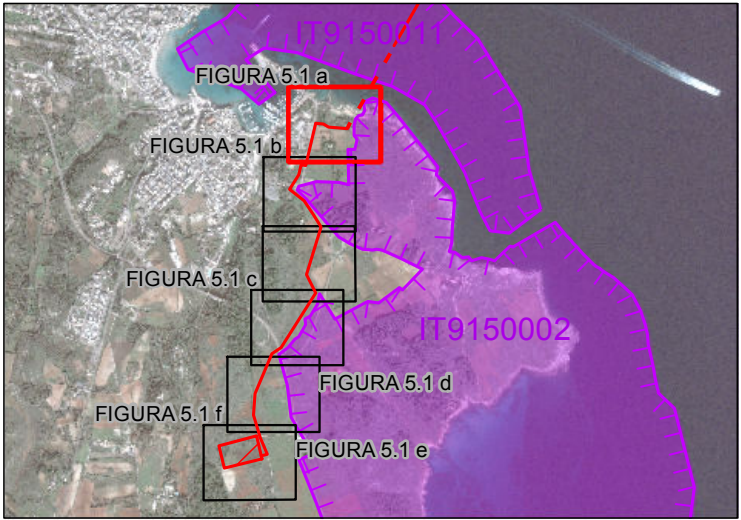 IT9150011
FIGURA 5.1 a
FIGURA 5.1 b
FIGURA 5.1 c
IT9150002
FIGURA 5.1 d
FIGURA 5.1 f
FIGURA 5.1 e